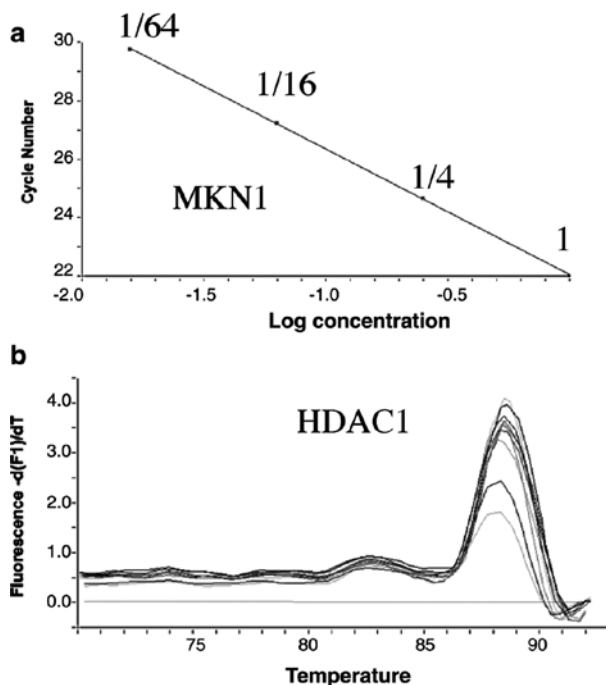 a
30
28
26
24
22
Cycle Number
1/64
1/16
1/4
1
MKN1
-2.0 -1.5 -1.0 -0.5
Log concentration
b
4.0
3.0
2.0
1.0
0.0
Fluorescence -d(F1)/dT
HDAC1
75 80 85 90
Temperature